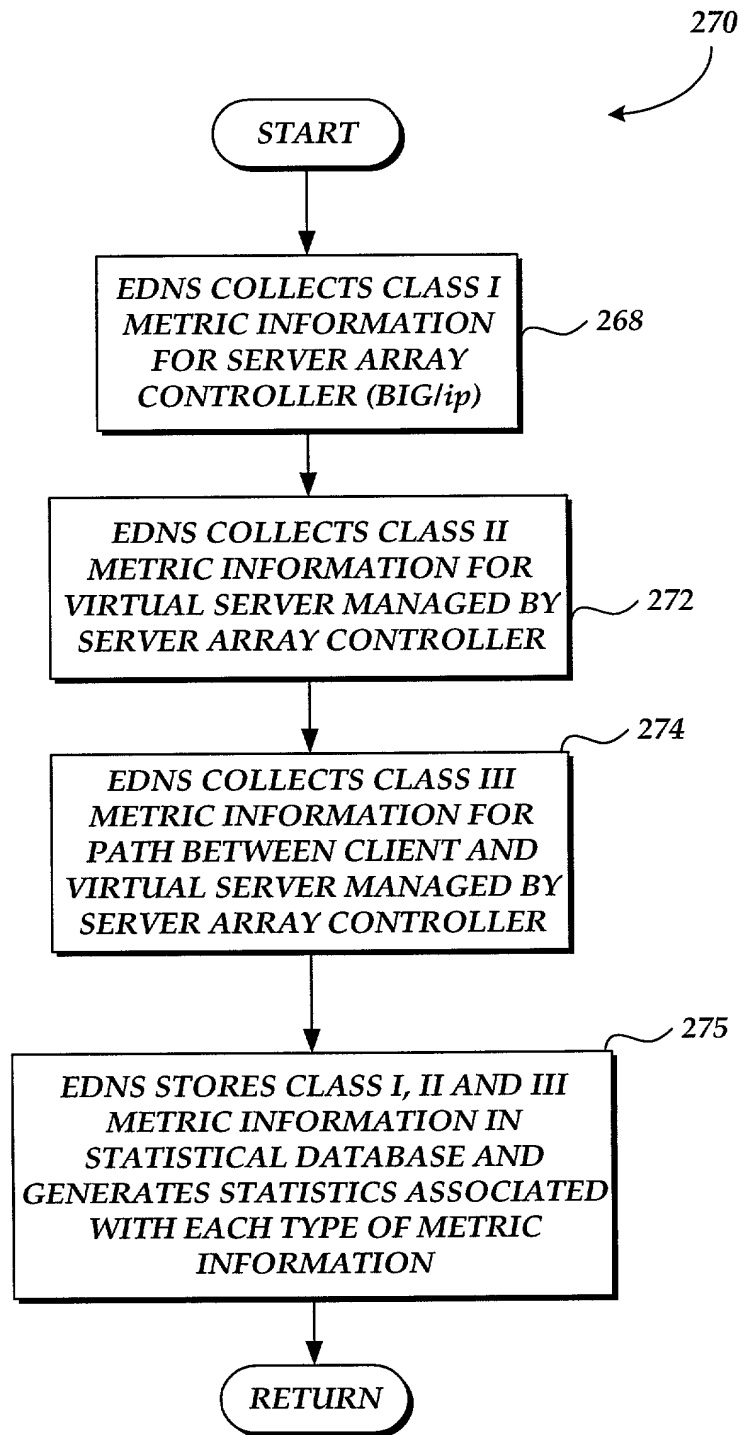 270
START
EDNS COLLECTS CLASS I
METRIC INFORMATION
FOR SERVER ARRAY
CONTROLLER (BIG/ip)
268
EDNS COLLECTS CLASS II
METRIC INFORMATION FOR
VIRTUAL SERVER MANAGED BY
SERVER ARRAY CONTROLLER
272
274
EDNS COLLECTS CLASS III
METRIC INFORMATION FOR
PATH BETWEEN CLIENT AND
VIRTUAL SERVER MANAGED BY
SERVER ARRAY CONTROLLER
275
EDNS STORES CLASS I, II AND III
METRIC INFORMATION IN
STATISTICAL DATABASE AND
GENERATES STATISTICS ASSOCIATED
WITH EACH TYPE OF METRIC
INFORMATION
RETURN